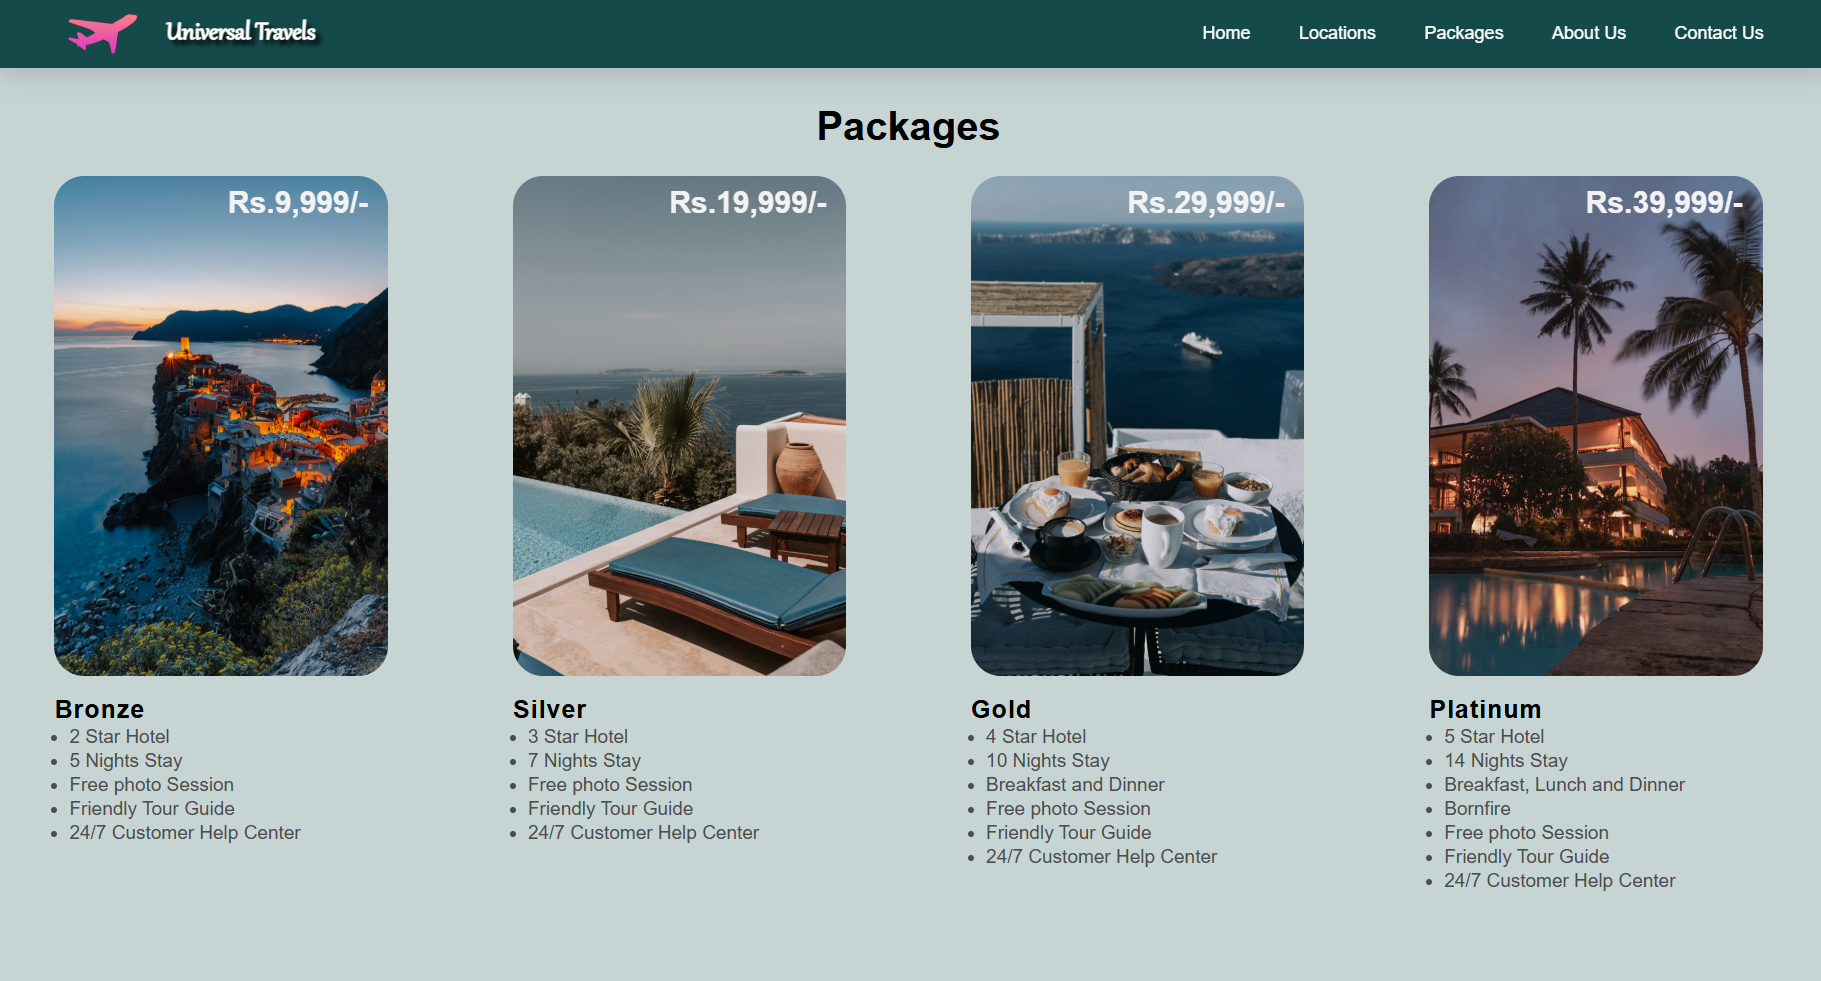 Universal Travels
Home
Locations
Packages
About Us
Contact Us
Packages
Rs.9,999/-
Rs.19,999/-
Rs.29,999/-
Rs.39,999/-
Bronze
2 Star Hotel
5 Nights Stay
Free photo Session
Friendly Tour Guide
24/7 Customer Help Center
Silver
3 Star Hotel
7 Nights Stay
Free photo Session
Friendly Tour Guide
24/7 Customer Help Center
Gold
4 Star Hotel
10 Nights Stay
Breakfast and Dinner
Free photo Session
Friendly Tour Guide
24/7 Customer Help Center
Platinum
5 Star Hotel
14 Nights Stay
Breakfast, Lunch and Dinner
Bornfire
Free photo Session
Friendly Tour Guide
24/7 Customer Help Center